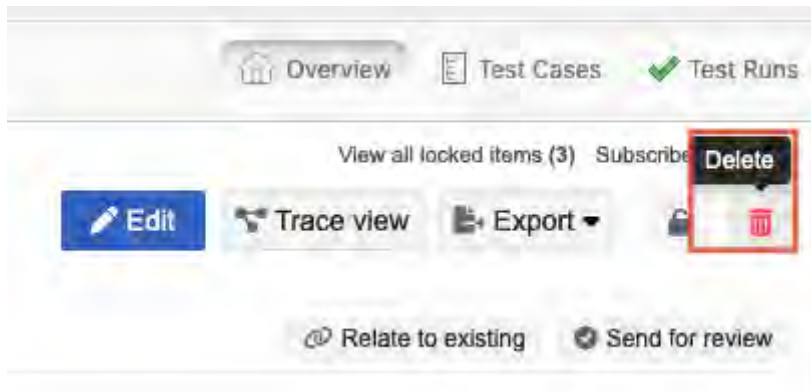 Overview Test Cases Test Runs
View all locked items (3) Subscribe
Delete
Edit Trace view Export
Relate to existing Send for review